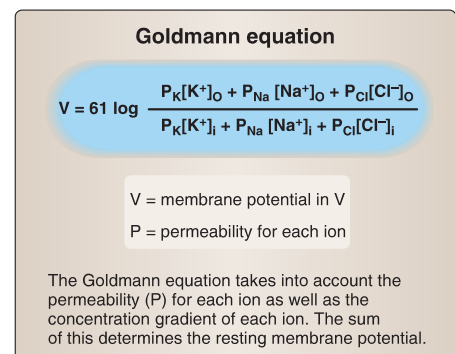 Goldmann equation
V = 61 log P_K[K⁺]_O + P_Na [Na⁺]_O + P_Cl[Cl⁻]_O
P_K[K⁺]_i + P_Na [Na⁺]_i + P_Cl[Cl⁻]_i
V = membrane potential in V
P = permeability for each ion
The Goldmann equation takes into account the
permeability (P) for each ion as well as the
concentration gradient of each ion. The sum
of this determines the resting membrane potential.